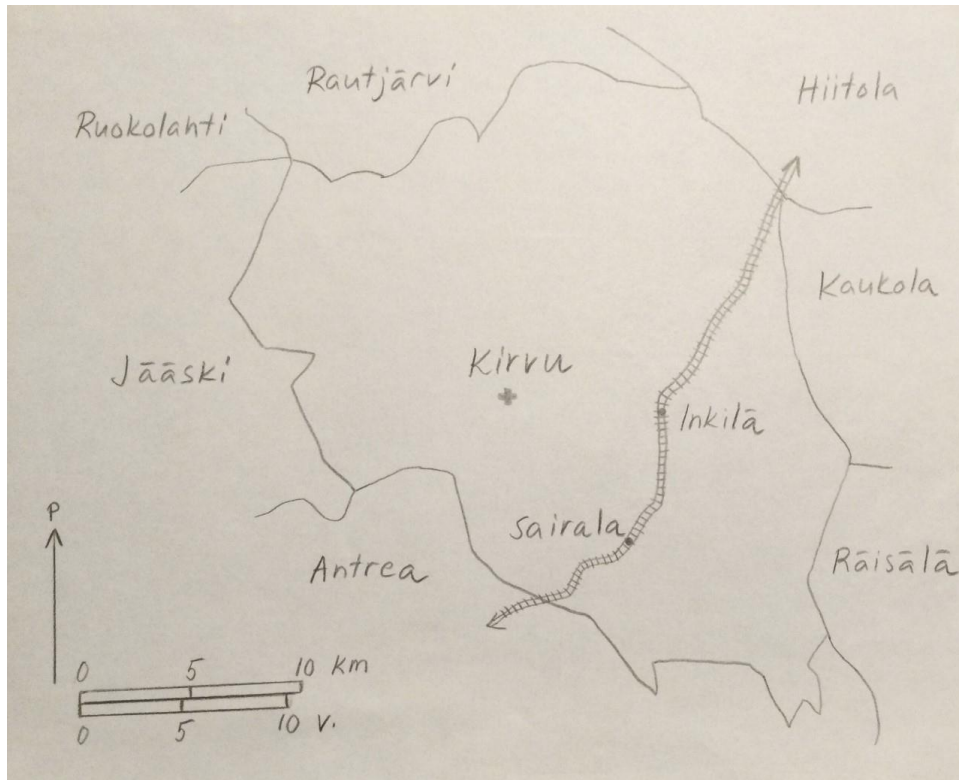 Rautjärvi
Hiitola
Ruokolahti
Kaukola
Jääski
Kirvu
Inkilä
P
Sairala
Antrea
Räisälä
0 5 10 km
0 5 10 v.